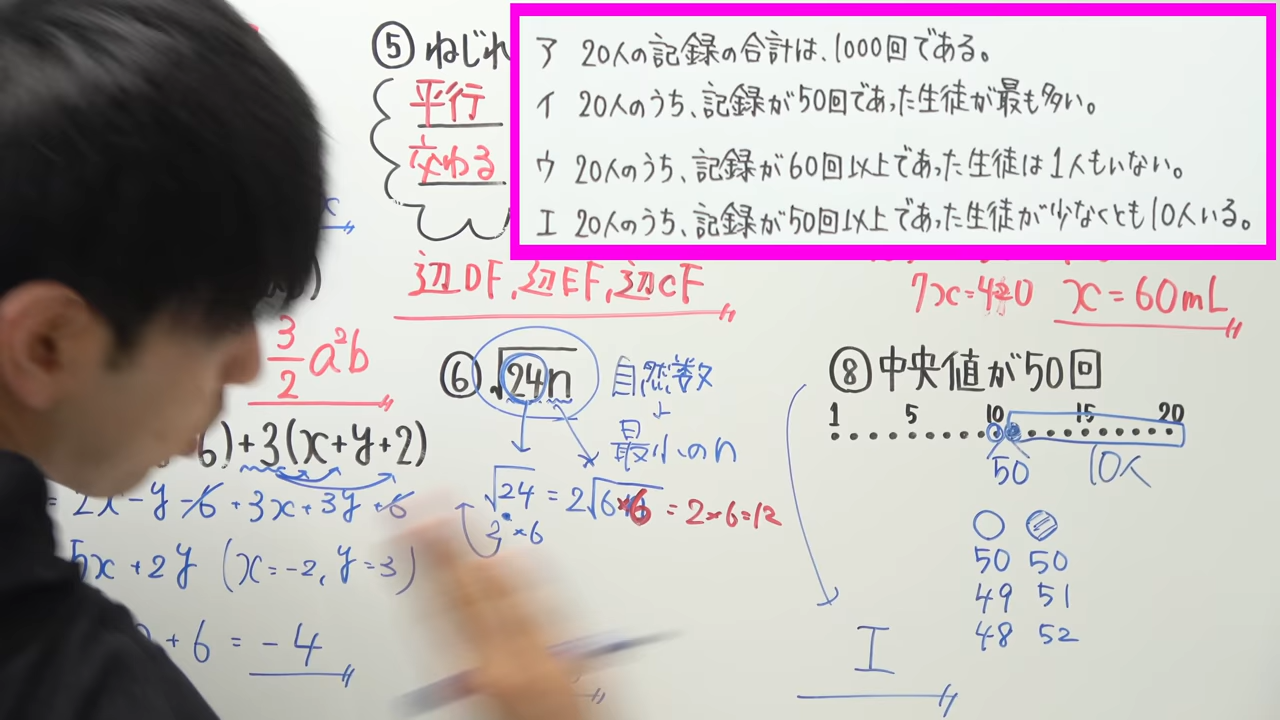 ⑤ねじれ
平行
交わる
辺DF,辺EF,辺CF
ア 20人の記録の合計は、1000回である。
イ 20人のうち、記録が50回であった生徒が最も多い。
ウ 20人のうち、記録が60回以上であった生徒は1人もいない。
エ 20人のうち、記録が50回以上であった生徒が少なくとも10人いる。
x=60mL
x
3/2 a²b
6)+3(x+y+2)
= 2x-y-6+3x+3y+6
5x+2y (x=-2, y=3)
+6=-4
⑥√24n 自然数
最小のn
√24=2√6 ×6 =2×6=12
2²×6
⑧中央値が50回
1 5 10 15 20
50 10人
50 50
49 51
48 52
エ